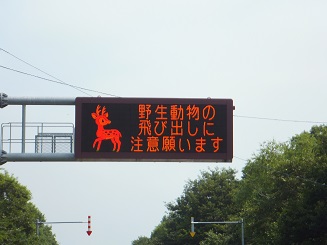 野生動物の
飛び出しに
注意願います